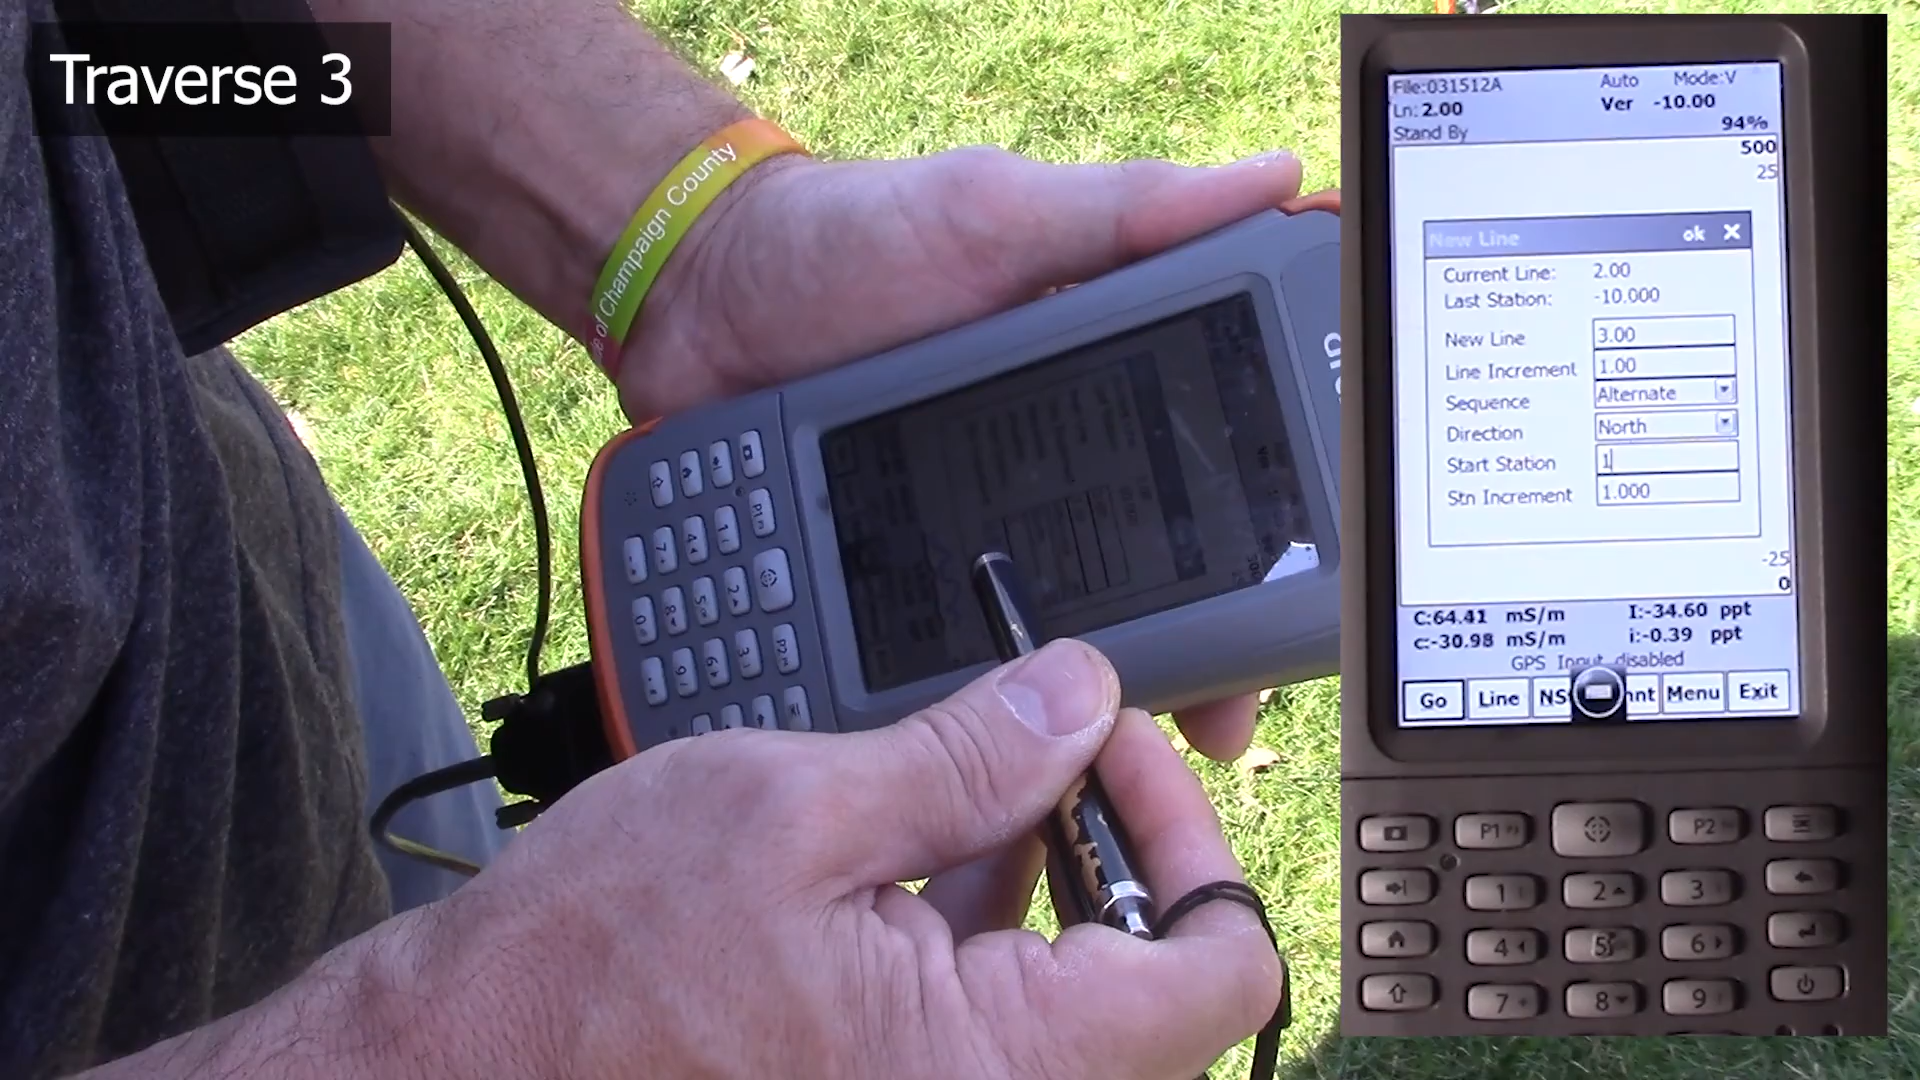 Traverse 3
of Champaign County
File:031512A Auto Mode:V
Ln: 2.00 Ver -10.00
Stand By 94%
500
25
New Line ok X
Current Line: 2.00
Last Station: -10.000
New Line 3.00
Line Increment 1.00
Sequence Alternate
Direction North
Start Station 1
Stn Increment 1.000
-25
0
C:64.41 mS/m I:-34.60 ppt
c:-30.98 mS/m i:-0.39 ppt
GPS Input disabled
Go Line NS mnt Menu Exit
P1 P2
1 2 3
4 5 6
7 8 9